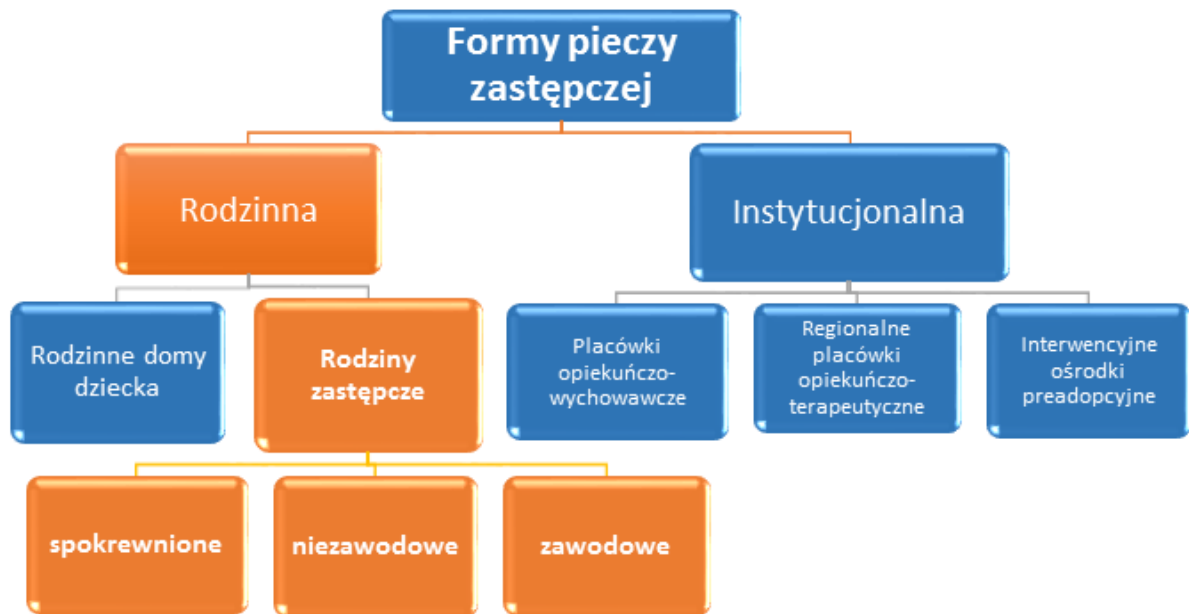 Formy pieczy
zastępczej
Rodzinna
Instytucjonalna
Rodzinne domy
dziecka
Rodziny
zastępcze
Placówki
opiekuńczo-
wychowawcze
Regionalne
placówki
opiekuńczo-
terapeutyczne
Interwencyjne
ośrodki
preadopcyjne
spokrewnione
niezawodowe
zawodowe